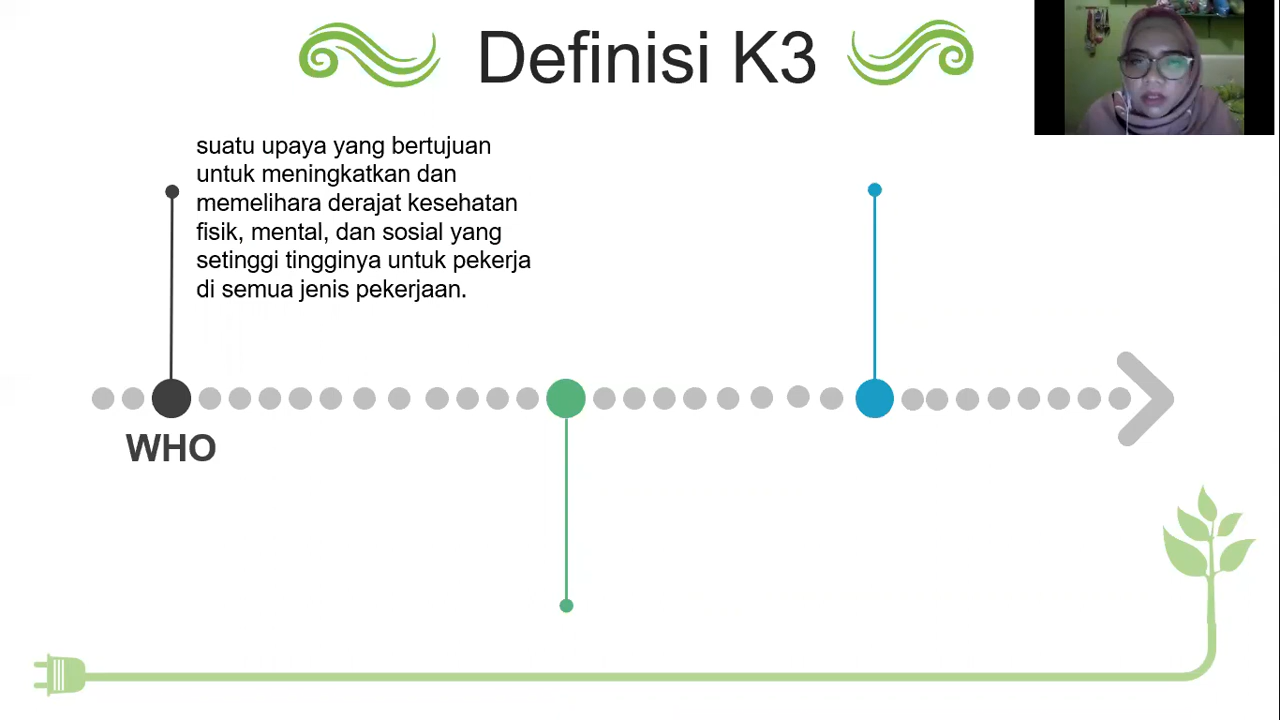 Definisi K3
suatu upaya yang bertujuan
untuk meningkatkan dan
memelihara derajat kesehatan
fisik, mental, dan sosial yang
setinggi tingginya untuk pekerja
di semua jenis pekerjaan.
WHO